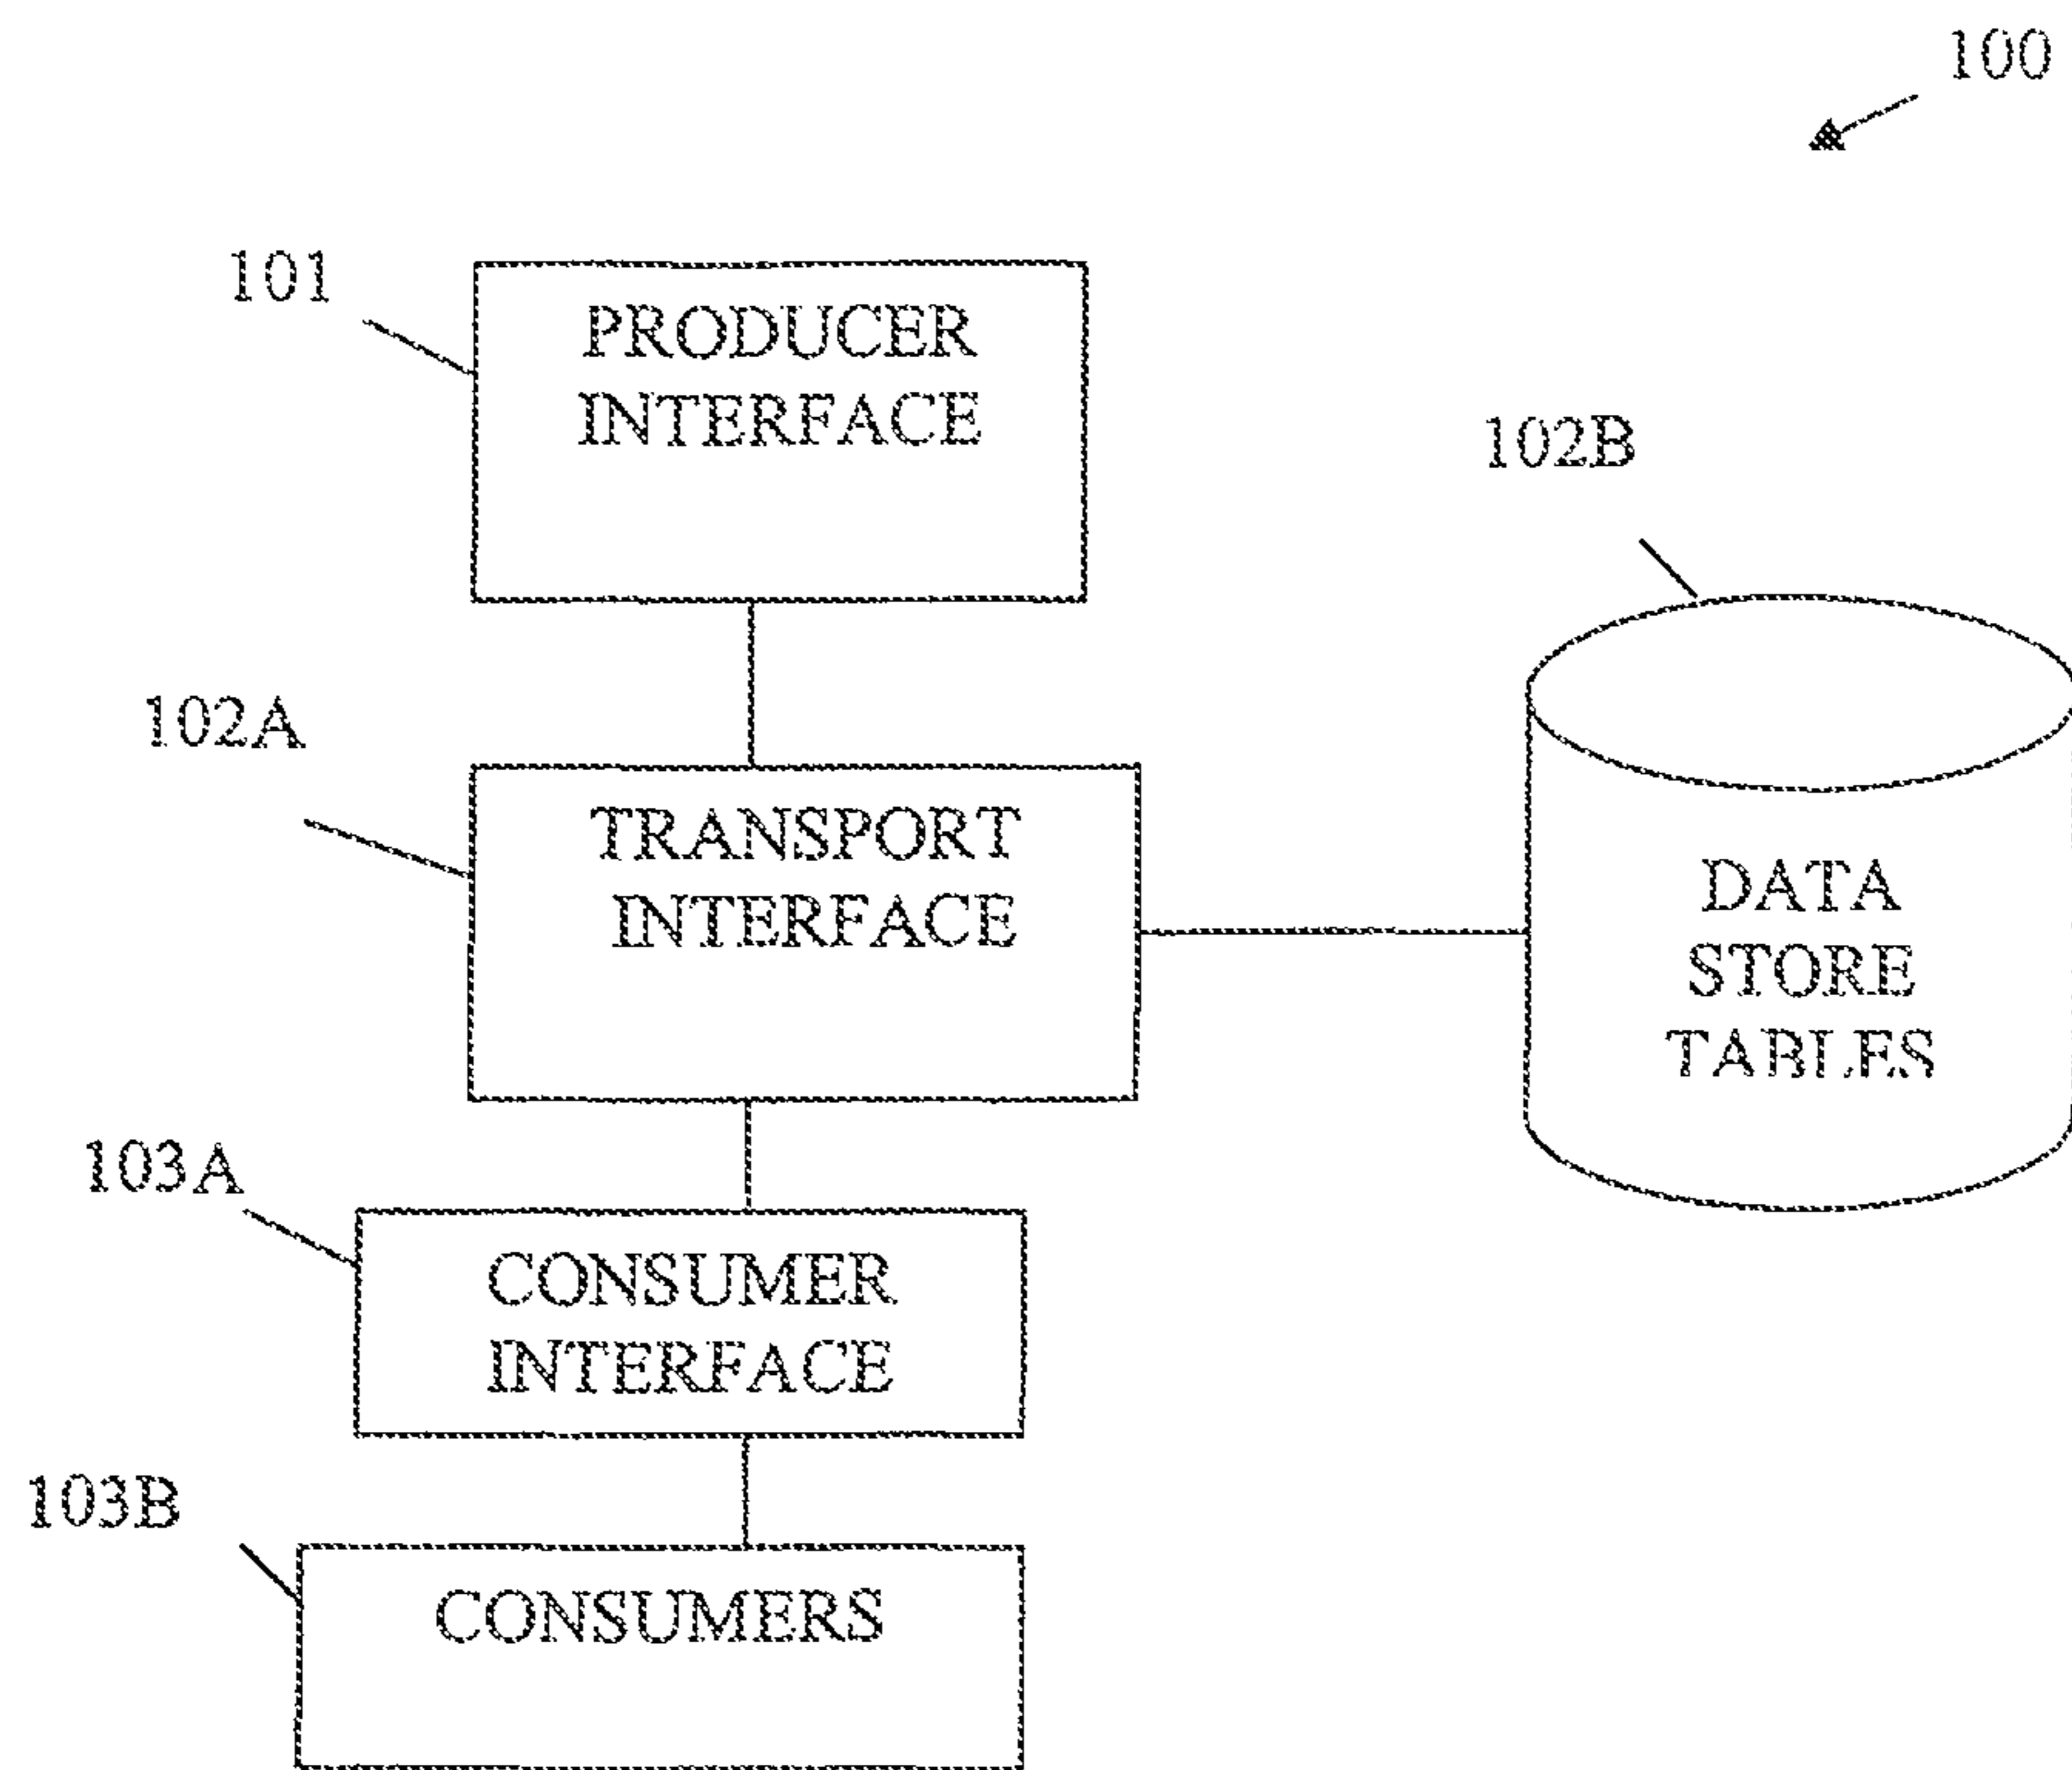 100
101
PRODUCER
INTERFACE
102B
102A
TRANSPORT
INTERFACE
DATA
STORE
TABLES
103A
CONSUMER
INTERFACE
103B
CONSUMERS